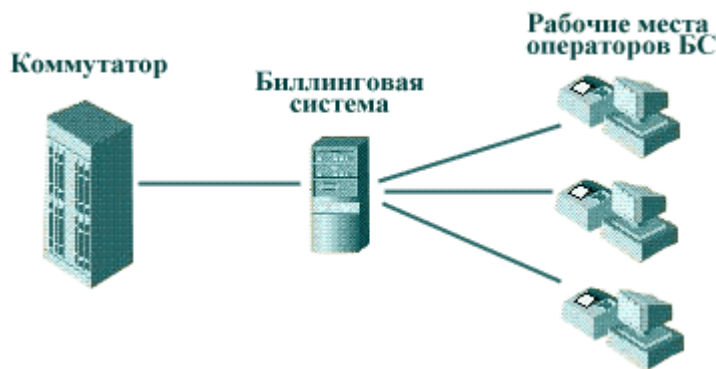 Коммутатор
Биллинговая
система
Рабочие места
операторов БС